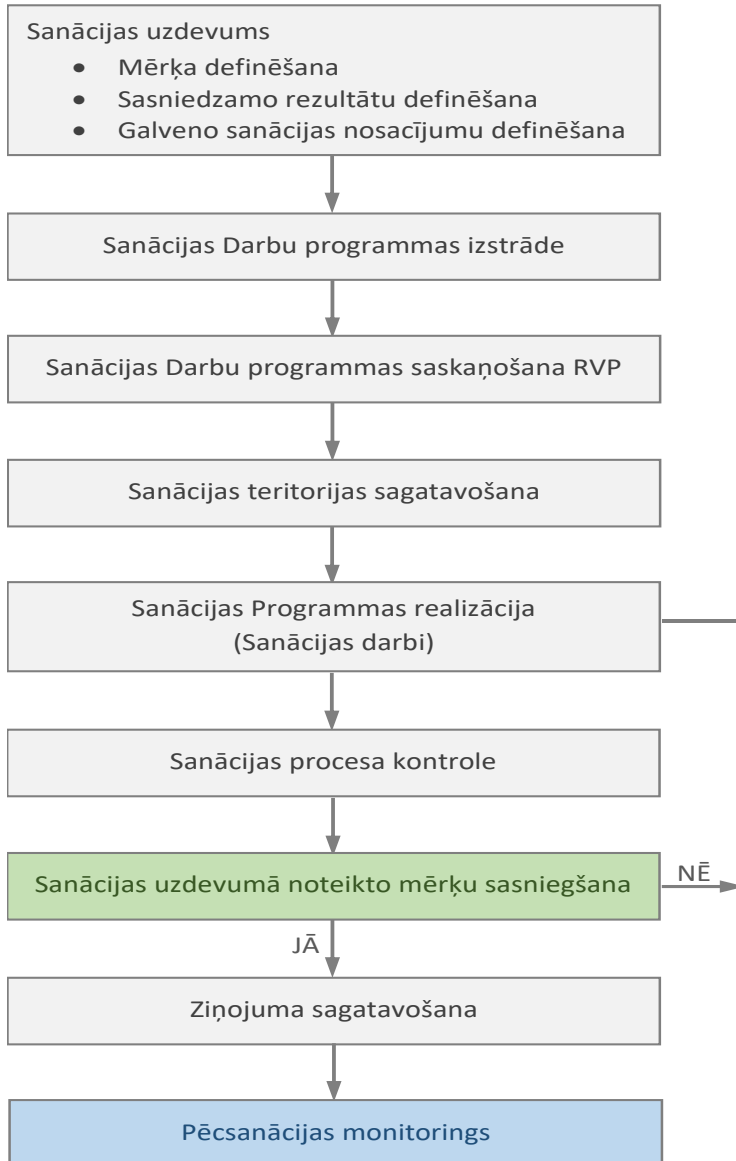 Sanācijas uzdevums
• Mērķa definēšana
• Sasniedzamo rezultātu definēšana
• Galveno sanācijas nosacījumu definēšana
Sanācijas Darbu programmas izstrāde
Sanācijas Darbu programmas saskaņošana RVP
Sanācijas teritorijas sagatavošana
Sanācijas Programmas realizācija
(Sanācijas darbi)
Sanācijas procesa kontrole
Sanācijas uzdevumā noteikto mērķu sasniegšana
NĒ
JĀ
Ziņojuma sagatavošana
Pēcsanācijas monitorings